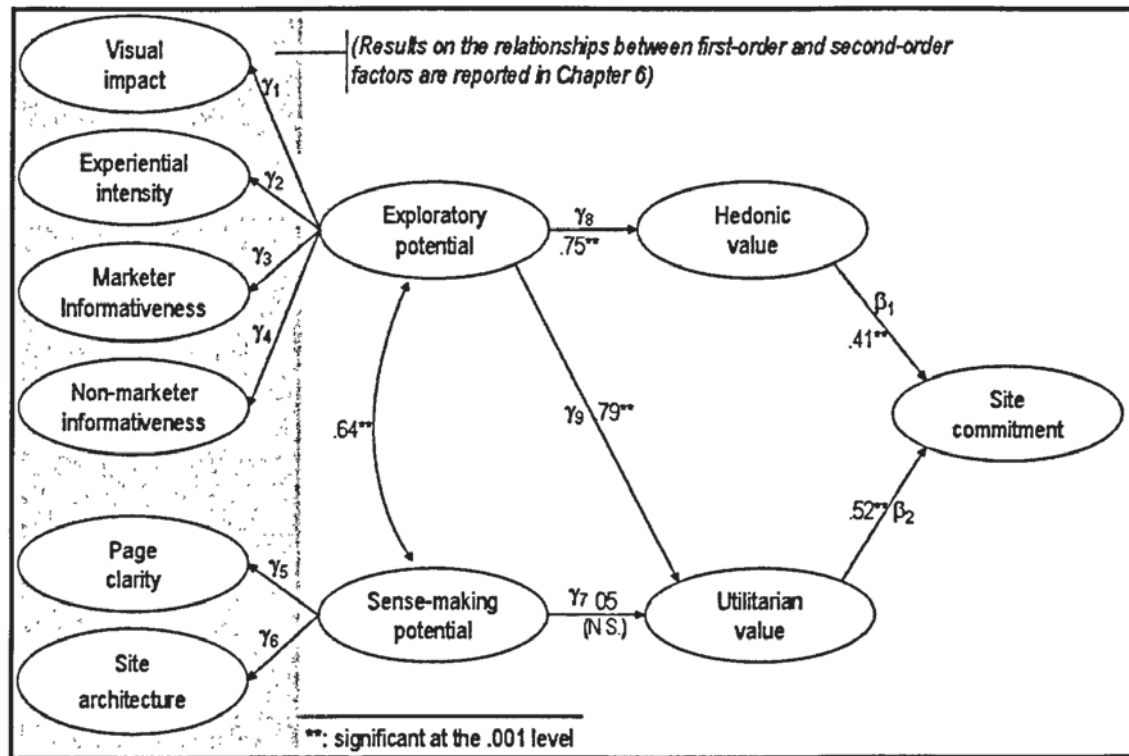 Visual
impact
(Results on the relationships between first-order and second-order
factors are reported in Chapter 6)
γ1
Experiential
intensity
γ2
Marketer
Informativeness
γ3
Non-marketer
informativeness
γ4
Exploratory
potential
γ8
.75**
Hedonic
value
β1
.41**
.64**
γ9 .79**
Site
commitment
.52** β2
Page
clarity
γ5
Site
architecture
γ6
Sense-making
potential
γ7 05
(N S.)
Utilitarian
value
**: significant at the .001 level